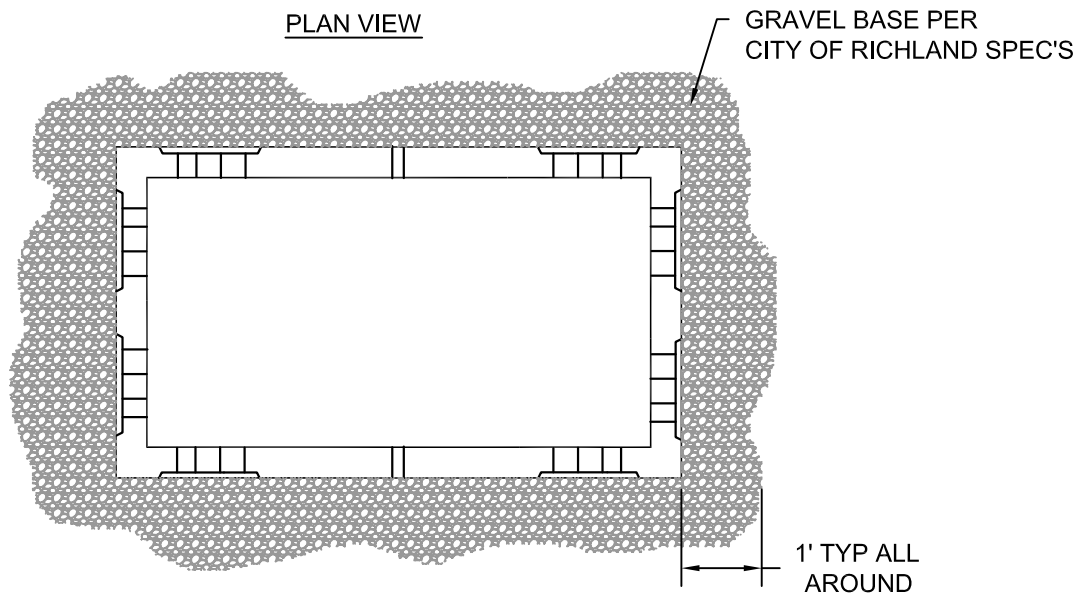 PLAN VIEW
GRAVEL BASE PER
CITY OF RICHLAND SPEC'S
1' TYP ALL
AROUND